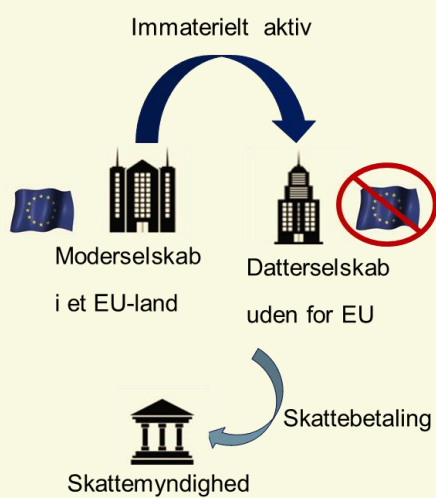 Immaterielt aktiv
Moderselskab
i et EU-land
Datterselskab
uden for EU
Skattebetaling
Skattemyndighed